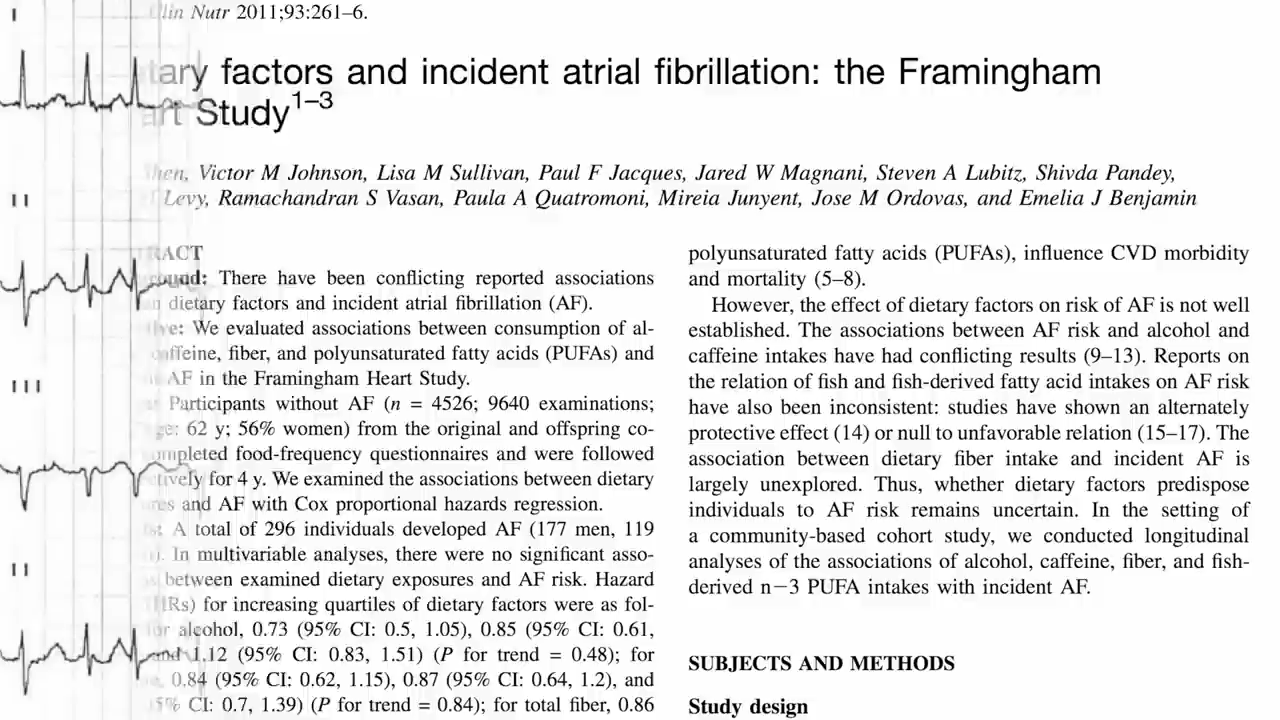 I
Clin Nutr 2011;93:261–6.
tary factors and incident atrial fibrillation: the Framingham
art Study1–3
Victor M Johnson, Lisa M Sullivan, Paul F Jacques, Jared W Magnani, Steven A Lubitz, Shivda Pandey,
Levy, Ramachandran S Vasan, Paula A Quatromoni, Mireia Junyent, Jose M Ordovas, and Emelia J Benjamin
II
RACT
ground: There have been conflicting reported associations
dietary factors and incident atrial fibrillation (AF).
tive: We evaluated associations between consumption of al-
caffeine, fiber, and polyunsaturated fatty acids (PUFAs) and
AF in the Framingham Heart Study.
III
Participants without AF (n = 4526; 9640 examinations;
age: 62 y; 56% women) from the original and offspring co-
completed food-frequency questionnaires and were followed
ctively for 4 y. We examined the associations between dietary
and AF with Cox proportional hazards regression.
A total of 296 individuals developed AF (177 men, 119
In multivariable analyses, there were no significant asso-
II
between examined dietary exposures and AF risk. Hazard
(HRs) for increasing quartiles of dietary factors were as fol-
for alcohol, 0.73 (95% CI: 0.5, 1.05), 0.85 (95% CI: 0.61,
and 1.12 (95% CI: 0.83, 1.51) (P for trend = 0.48); for
0.84 (95% CI: 0.62, 1.15), 0.87 (95% CI: 0.64, 1.2), and
5% CI: 0.7, 1.39) (P for trend = 0.84); for total fiber, 0.86
polyunsaturated fatty acids (PUFAs), influence CVD morbidity
and mortality (5–8).
However, the effect of dietary factors on risk of AF is not well
established. The associations between AF risk and alcohol and
caffeine intakes have had conflicting results (9–13). Reports on
the relation of fish and fish-derived fatty acid intakes on AF risk
have also been inconsistent: studies have shown an alternately
protective effect (14) or null to unfavorable relation (15–17). The
association between dietary fiber intake and incident AF is
largely unexplored. Thus, whether dietary factors predispose
individuals to AF risk remains uncertain. In the setting of
a community-based cohort study, we conducted longitudinal
analyses of the associations of alcohol, caffeine, fiber, and fish-
derived n−3 PUFA intakes with incident AF.
SUBJECTS AND METHODS
Study design